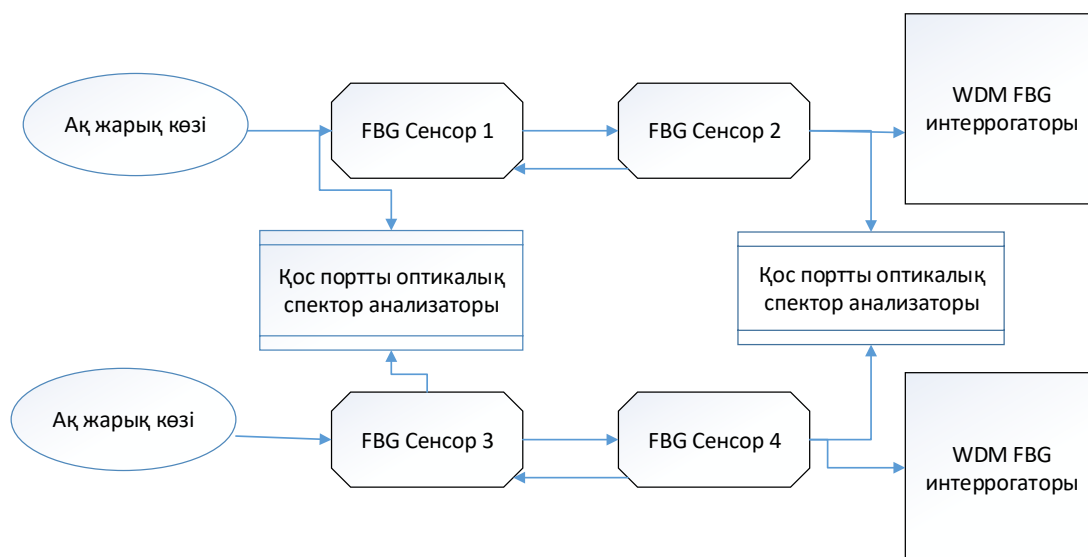 Ақ жарық көзі
FBG Сенсор 1
FBG Сенсор 2
WDM FBG
интеррогаторы
Қос портты оптикалық
спектор анализаторы
Қос портты оптикалық
спектор анализаторы
Ақ жарық көзі
FBG Сенсор 3
FBG Сенсор 4
WDM FBG
интеррогаторы